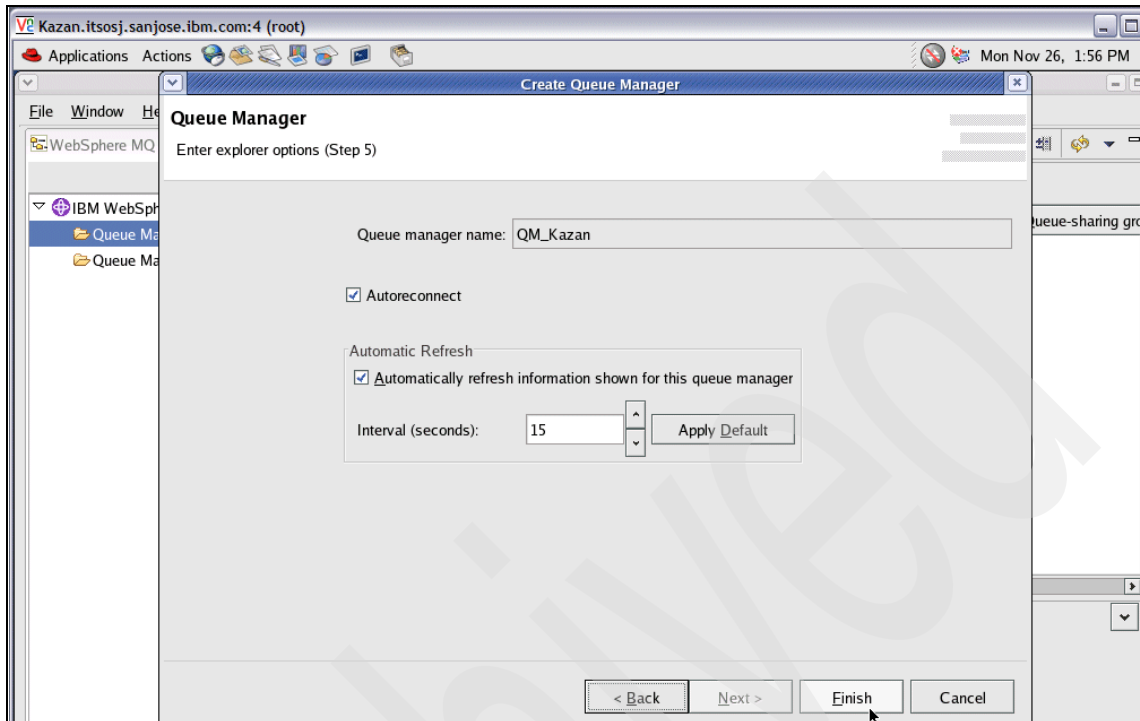 Kazan.itsosj.sanjose.ibm.com:4 (root)
Applications Actions Mon Nov 26, 1:56 PM
Create Queue Manager
File Window He
WebSphere MQ
Queue Manager
Enter explorer options (Step 5)
IBM WebSph
Queue Ma
Queue Ma
Queue-sharing gro
Queue manager name: QM_Kazan
Autoreconnect
Automatic Refresh
Automatically refresh information shown for this queue manager
Interval (seconds): 15 Apply Default
< Back Next > Finish Cancel